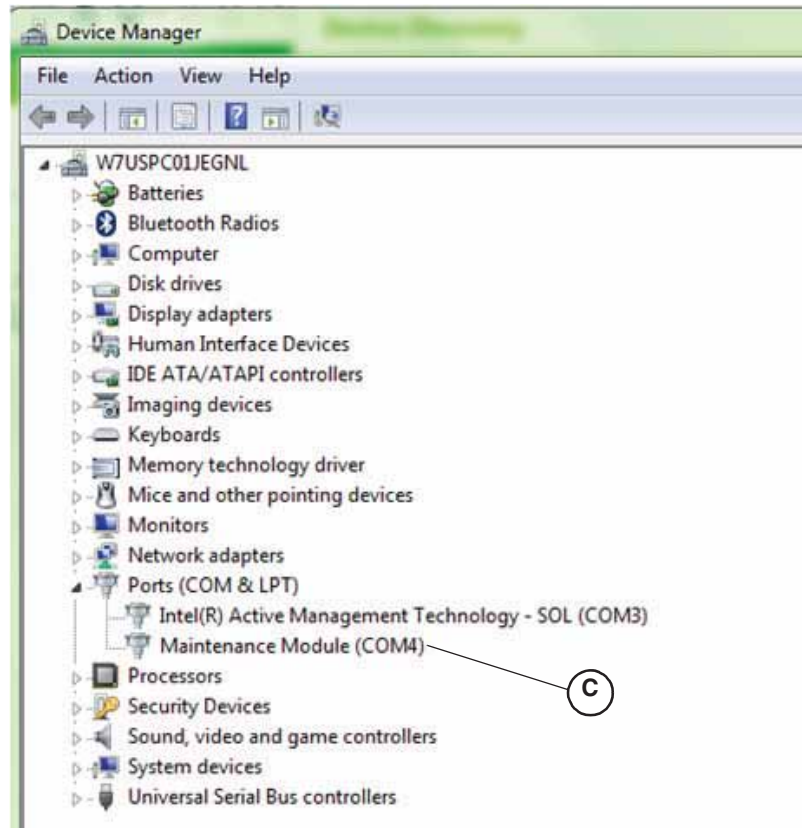 Device Manager
File Action View Help
W7USPC01JEGNL
Batteries
Bluetooth Radios
Computer
Disk drives
Display adapters
Human Interface Devices
IDE ATA/ATAPI controllers
Imaging devices
Keyboards
Memory technology driver
Mice and other pointing devices
Monitors
Network adapters
Ports (COM & LPT)
Intel(R) Active Management Technology - SOL (COM3)
Maintenance Module (COM4)
C
Processors
Security Devices
Sound, video and game controllers
System devices
Universal Serial Bus controllers